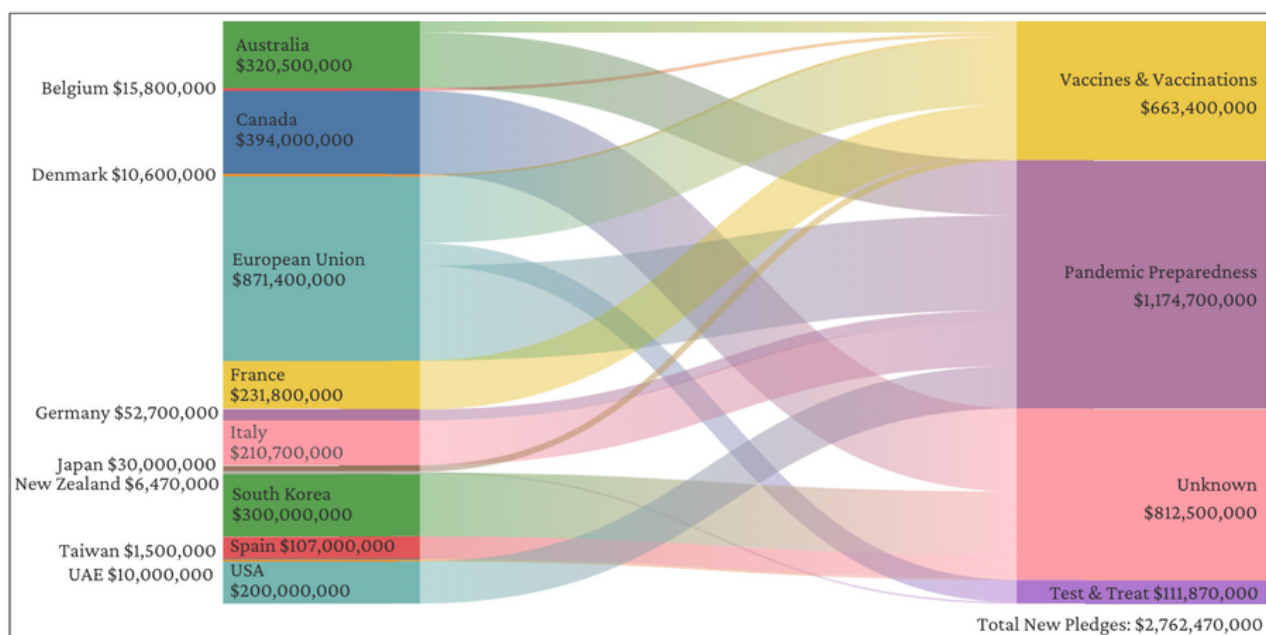 Australia
$320,500,000
Belgium $15,800,000
Canada
$394,000,000
Denmark $10,600,000
European Union
$871,400,000
France
$231,800,000
Germany $52,700,000
Italy
$210,700,000
Japan $30,000,000
New Zealand $6,470,000
South Korea
$300,000,000
Spain $107,000,000
Taiwan $1,500,000
UAE $10,000,000
USA
$200,000,000
Vaccines & Vaccinations
$663,400,000
Pandemic Preparedness
$1,174,700,000
Unknown
$812,500,000
Test & Treat $111,870,000
Total New Pledges: $2,762,470,000